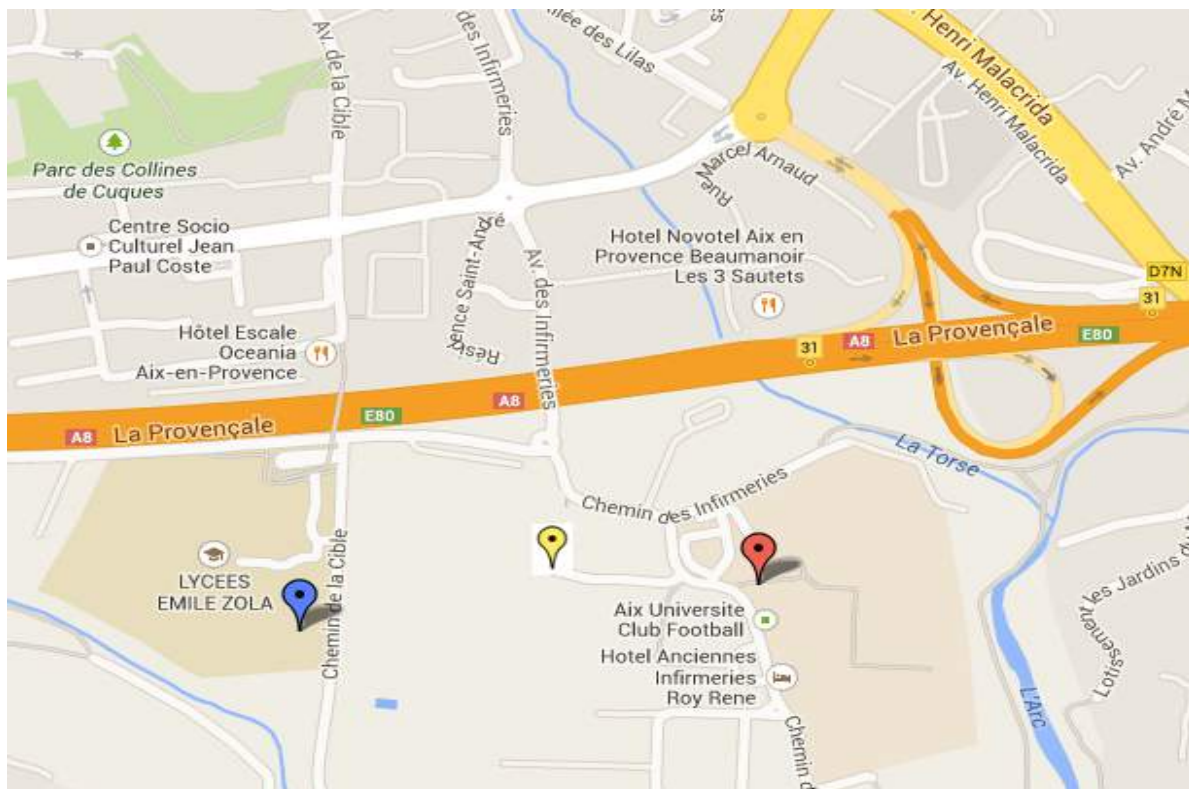 Av. de la Cible
Av. des Infirmeries
Allée des Lilas
Henri Malacrida
Av. Henri Malacrida
Av. André M
Parc des Collines
de Cuques
Marcel Arnaud
Rue
Centre Socio
Culturel Jean
Paul Coste
Résidence Saint-André
Av. des Infirmeries
Hotel Novotel Aix en
Provence Beaumanoir
Les 3 Sautets
D7N
31
Hôtel Escale
Oceania
Aix-en-Provence
31
A8
La Provençale
E80
A8
E80
A8
La Provençale
La Torse
Chemin des Infirmeries
Chemin de la Cible
LYCEES
EMILE ZOLA
Aix Universite
Club Football
Hotel Anciennes
Infirmeries
Roy Rene
Chemin d
L'Arc
Lotissement les Jardins du